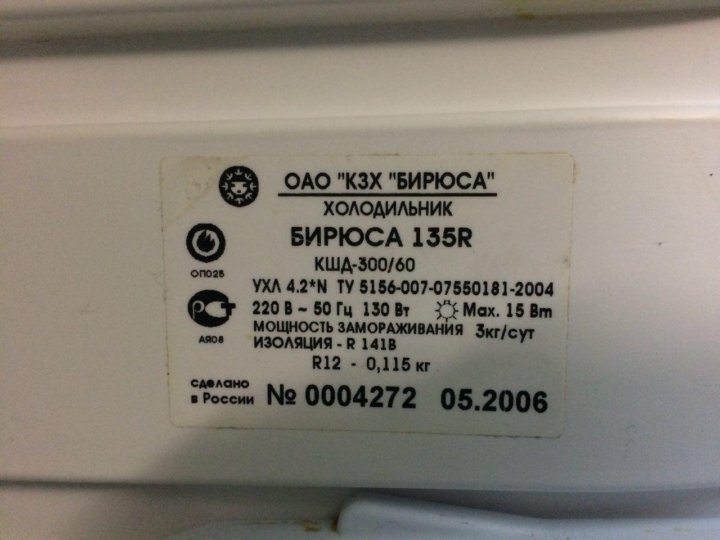 ОАО "КЗХ "БИРЮСА"
ХОЛОДИЛЬНИК
БИРЮСА 135R
КШД-300/60
ОП025
УХЛ 4.2*N ТУ 5156-007-07550181-2004
220 В ~ 50 Гц 130 Вт Max. 15 Вт
РСТ
МОЩНОСТЬ ЗАМОРАЖИВАНИЯ 3кг/сут
АЯ08
ИЗОЛЯЦИЯ - R 141B
R12 - 0,115 кг
сделано
в России № 0004272 05.2006